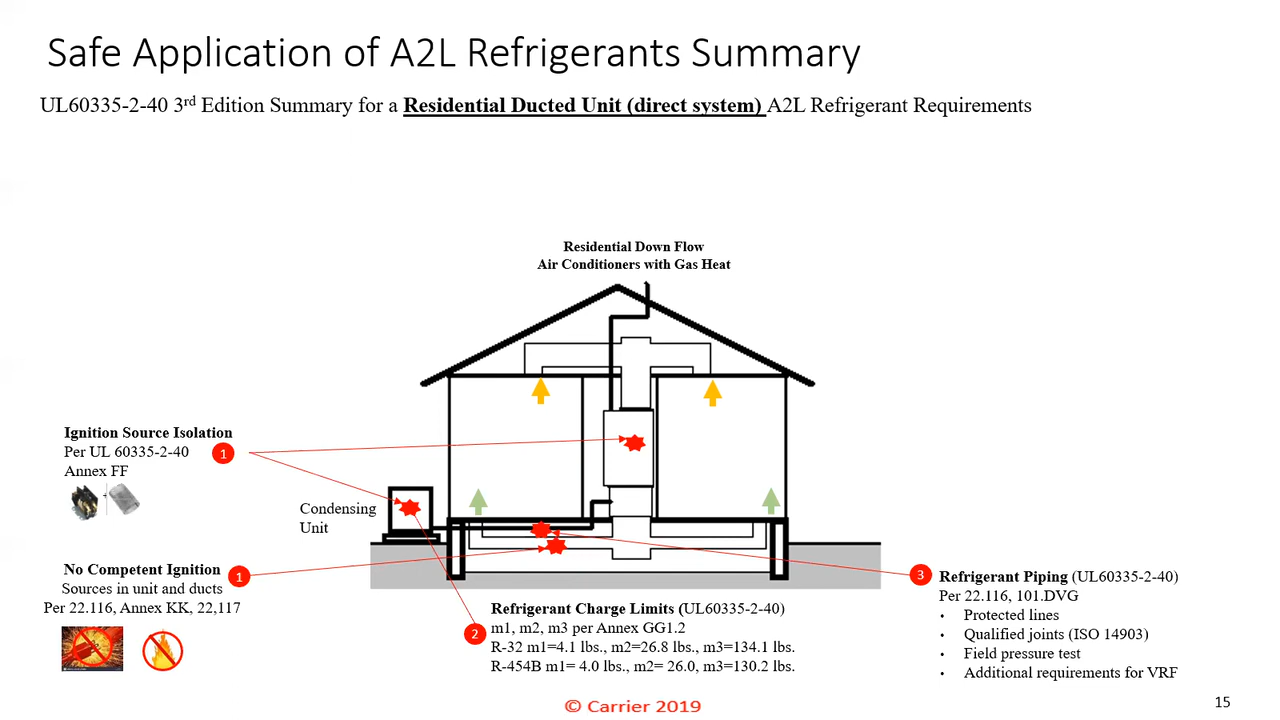 Safe Application of A2L Refrigerants Summary
UL60335-2-40 3rd Edition Summary for a Residential Ducted Unit (direct system) A2L Refrigerant Requirements
Residential Down Flow
Air Conditioners with Gas Heat
Ignition Source Isolation
Per UL 60335-2-40
Annex FF
1
Condensing
Unit
No Competent Ignition
Sources in unit and ducts
Per 22.116, Annex KK, 22,117
1
Refrigerant Charge Limits (UL60335-2-40)
m1, m2, m3 per Annex GG1.2
R-32 m1=4.1 lbs., m2=26.8 lbs., m3=134.1 lbs.
R-454B m1= 4.0 lbs., m2= 26.0, m3=130.2 lbs.
2
3
Refrigerant Piping (UL60335-2-40)
Per 22.116, 101.DVG
• Protected lines
• Qualified joints (ISO 14903)
• Field pressure test
• Additional requirements for VRF
© Carrier 2019
15